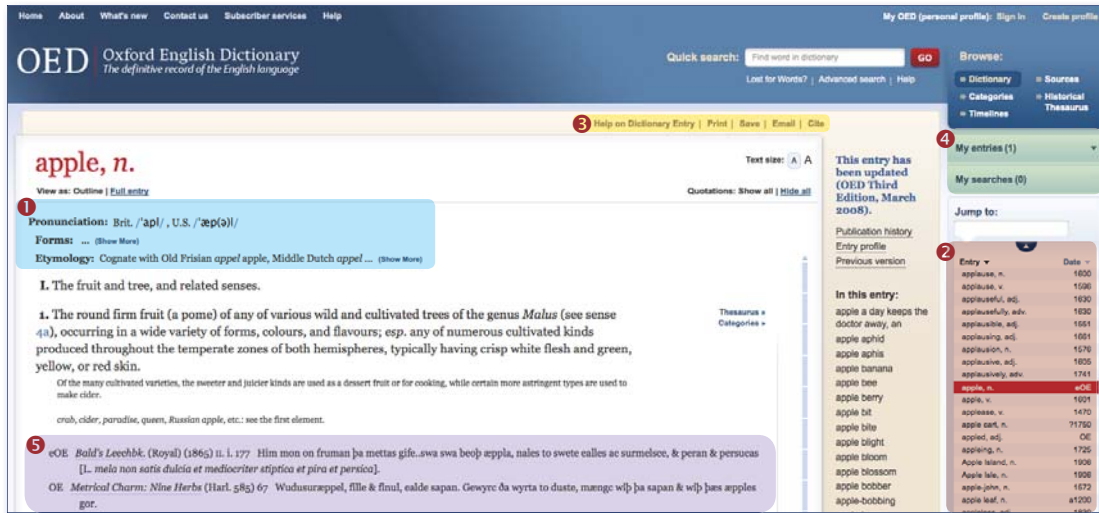 Home About What's new Contact us Subscriber services Help
My OED (personal profile): Sign in Create profile
OED Oxford English Dictionary
The definitive record of the English language
Quick search: Find word in dictionary GO
Lost for Words? | Advanced search | Help
Browse:
Dictionary Sources
Categories Historical Thesaurus
Timelines
3 Help on Dictionary Entry | Print | Save | Email | Cite
4
My entries (1)
My searches (0)
apple, n.
Text size: A A
View as: Outline | Full entry
Quotations: Show all | Hide all
1
Pronunciation: Brit. /ˈapl/ , U.S. /ˈæp(ə)l/
Forms: ... (Show More)
Etymology: Cognate with Old Frisian appel apple, Middle Dutch appel ... (Show More)
I. The fruit and tree, and related senses.
1. The round firm fruit (a pome) of any of various wild and cultivated trees of the genus Malus (see sense
4a), occurring in a wide variety of forms, colours, and flavours; esp. any of numerous cultivated kinds
produced throughout the temperate zones of both hemispheres, typically having crisp white flesh and green,
yellow, or red skin.
Thesaurus »
Categories »
Of the many cultivated varieties, the sweeter and juicier kinds are used as a dessert fruit or for cooking, while certain more astringent types are used to
make cider.
crab, cider, paradise, queen, Russian apple, etc.: see the first element.
5
eOE Bald's Leechbk. (Royal) (1865) II. i. 177 Him mon on fruman þa mettas gife..swa swa beoþ æppla, nales to swete ealles ac surmelsce, & peran & persucas
[L. mela non satis dulcia et mediocriter stiptica et pira et persica].
OE Metrical Charm: Nine Herbs (Harl. 585) 67 Wudusuræppel, fille & finul, ealde sapan. Gewyrc ða wyrta to duste, mængc wiþ þa sapan & wiþ þæs æpples
gor.
This entry has
been updated
(OED Third
Edition, March
2008).
Publication history
Entry profile
Previous version
In this entry:
apple a day keeps the
doctor away, an
apple aphid
apple aphis
apple banana
apple bee
apple berry
apple bit
apple bite
apple blight
apple bloom
apple blossom
apple bobber
apple-bobbing
Jump to:
2
Entry Date
applause, n. 1600
applause, v. 1596
applauseful, adj. 1630
applausefully, adv. 1630
applausible, adj. 1551
applausing, adj. 1661
applausion, n. 1576
applausive, adj. 1605
applausively, adv. 1741
apple, n. eOE
apple, v. 1601
applease, v. 1470
apple cart, n. ?1750
appled, adj. OE
appleing, n. 1725
Apple Island, n. 1906
Apple Isle, n. 1906
apple-john, n. 1572
apple leaf, n. a1200